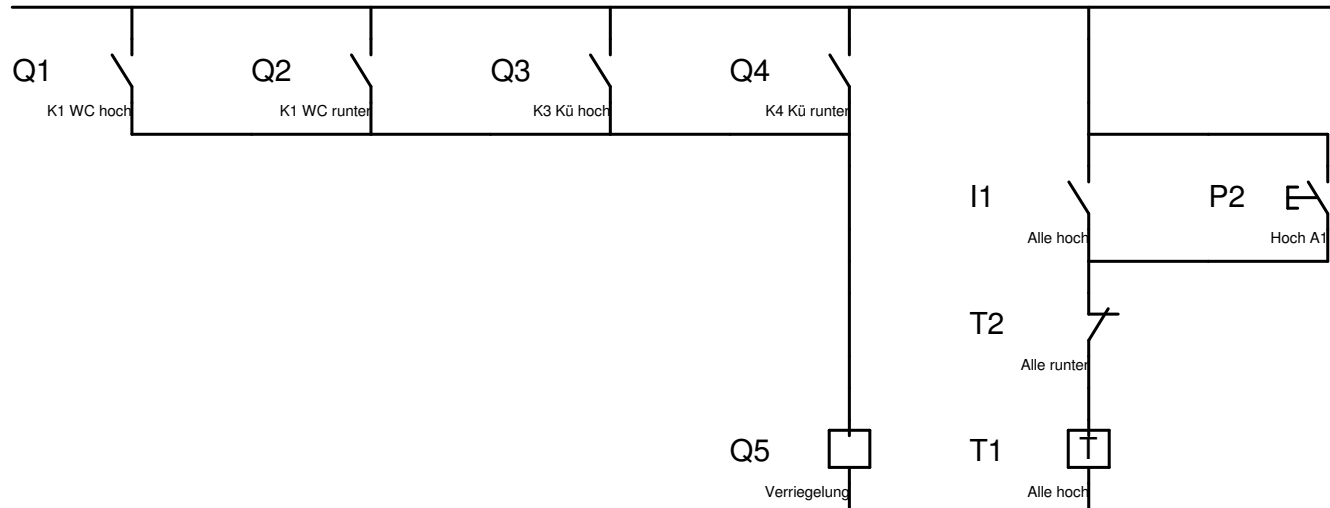 Q1
K1 WC hoch
Q2
K1 WC runter
Q3
K3 Kü hoch
Q4
K4 Kü runter
I1
Alle hoch
P2
Hoch A1
T2
Alle runter
Q5
Verriegelung
T1
T
Alle hoch